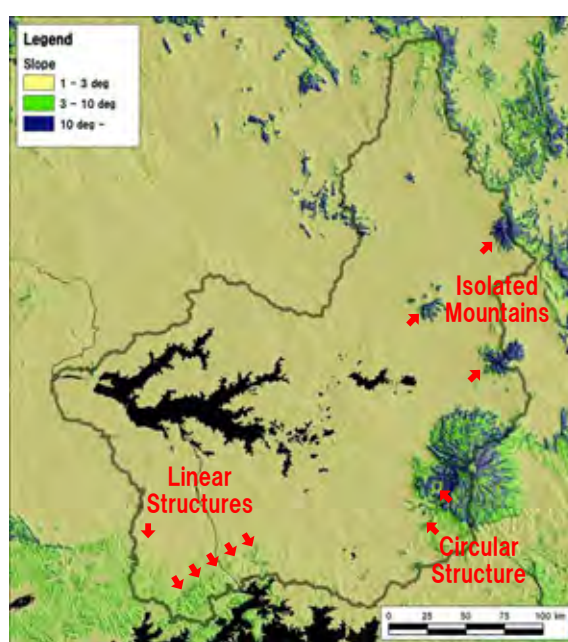 Legend
Slope
1 - 3 deg
3 - 10 deg
10 deg -
Isolated
Mountains
Linear
Structures
Circular
Structure
0 25 50 75 100 km